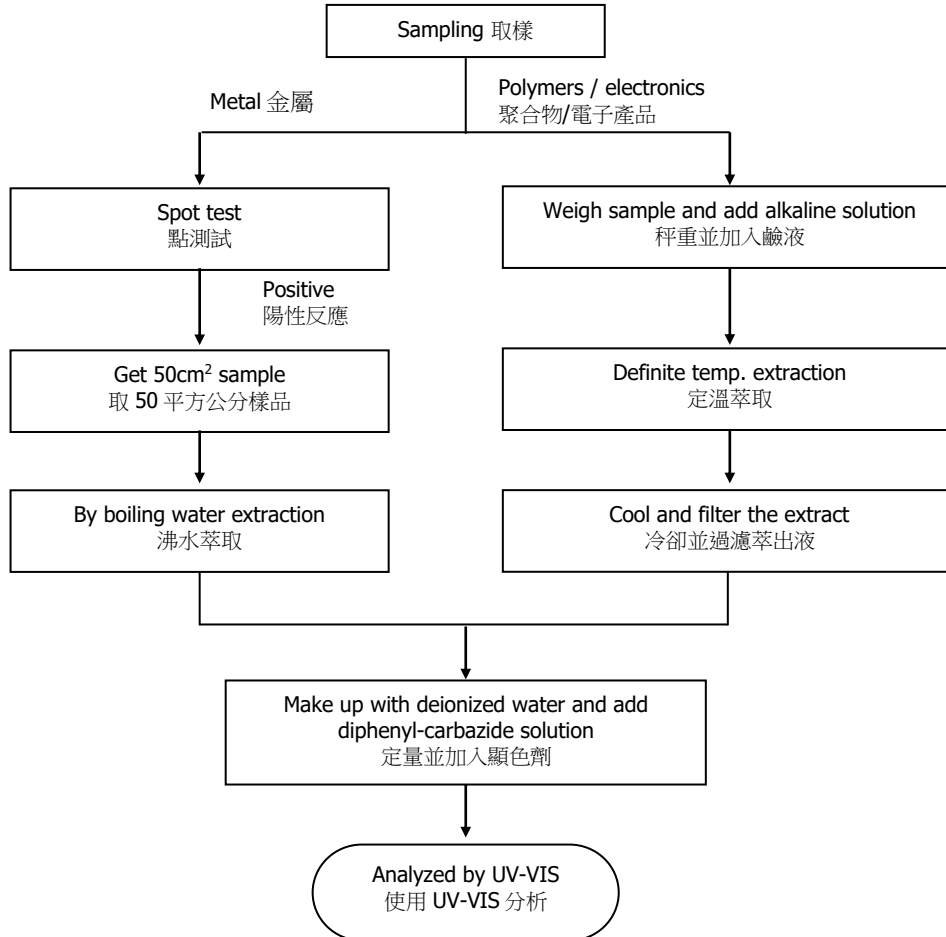 Sampling 取樣
Metal 金屬
Polymers / electronics
聚合物/電子產品
Spot test
點測試
Weigh sample and add alkaline solution
秤重並加入鹼液
Positive
陽性反應
Get 50cm² sample
取 50 平方公分樣品
Definite temp. extraction
定溫萃取
By boiling water extraction
沸水萃取
Cool and filter the extract
冷卻並過濾萃出液
Make up with deionized water and add
diphenyl-carbazide solution
定量並加入顯色劑
Analyzed by UV-VIS
使用 UV-VIS 分析